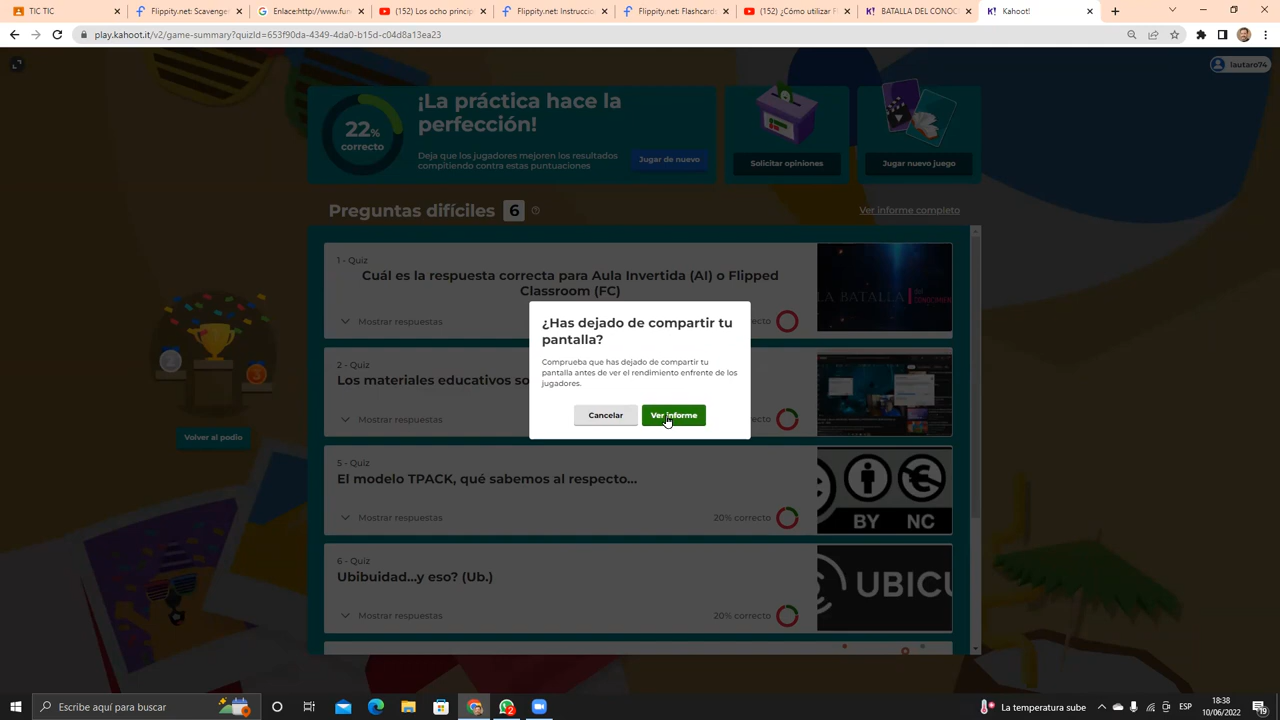 TIC TIC
Flippity.net: Scaveng
Enlace:http://www.fun
(152) Los ocho princip
Flippity.net: Instrucció
Flippity.net: Flashcards
(152) ¿Cómo utilizar F
BATALLA DEL CONOC
Kahoot!
play.kahoot.it/v2/game-summary?quizId=653f90da-4349-4da0-b15d-c04d8a13ea23
lautaro74
22% correcto
¡La práctica hace la
perfección!
Deja que los jugadores mejoren los resultados
compitiendo contra estas puntuaciones
Jugar de nuevo
Solicitar opiniones
Jugar nuevo juego
Preguntas difíciles 6
Ver informe completo
1 - Quiz
Cuál es la respuesta correcta para Aula Invertida (AI) o Flipped
Classroom (FC)
Mostrar respuestas
LA BATALLA
¿Has dejado de compartir tu
pantalla?
Comprueba que has dejado de compartir tu
pantalla antes de ver el rendimiento enfrente de los
jugadores.
Cancelar
Ver informe
2 - Quiz
Los materiales educativos so
Mostrar respuestas
Volver al podio
5 - Quiz
El modelo TPACK, qué sabemos al respecto...
Mostrar respuestas
20% correcto
BY NC
6 - Quiz
Ubibuidad...y eso? (Ub.)
Mostrar respuestas
20% correcto
UBICU
Escribe aquí para buscar
2
La temperatura sube
ESP
18:38
10/06/2022
19